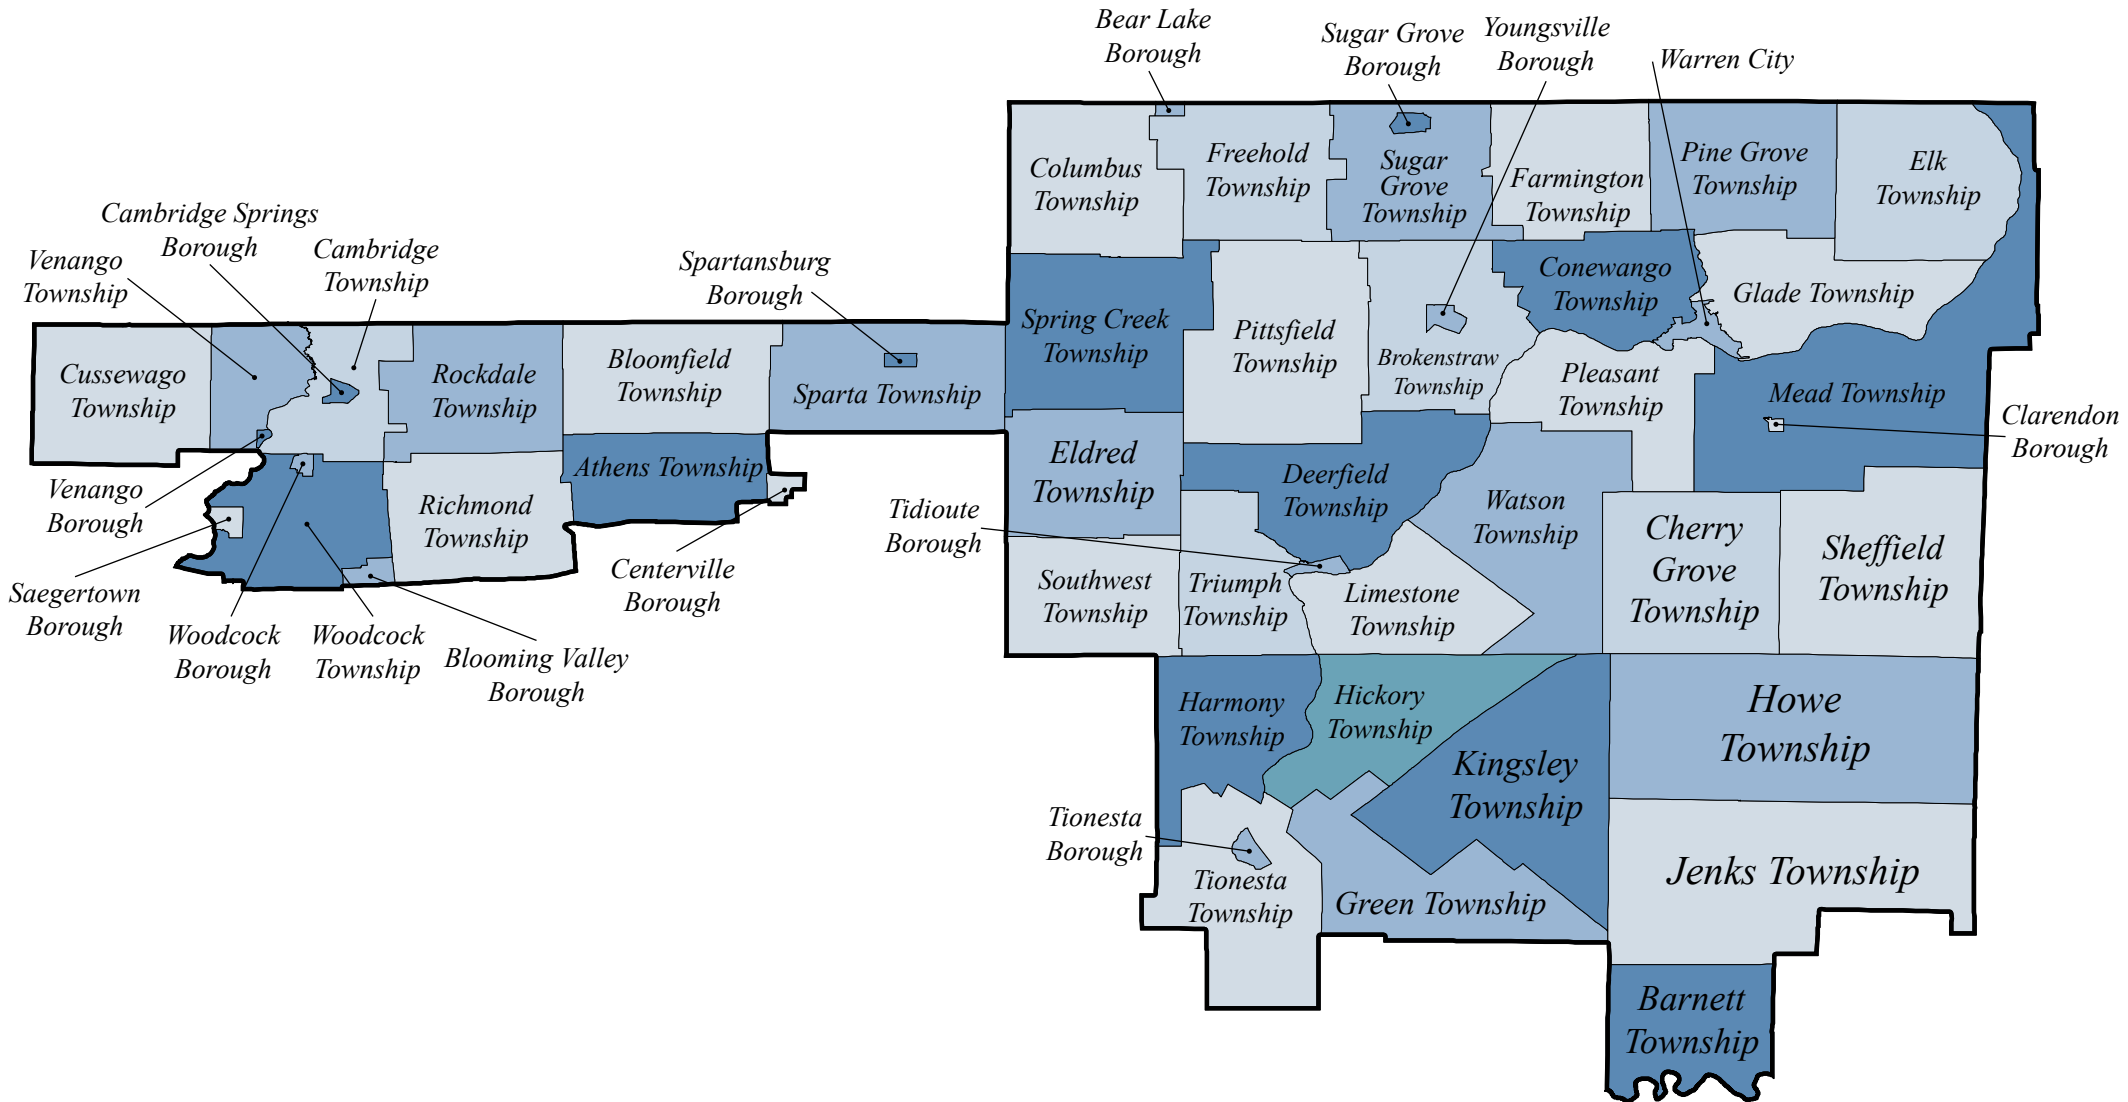 Bear Lake
Borough
Sugar Grove
Borough
Youngsville
Borough
Warren City
Columbus
Township
Freehold
Township
Sugar
Grove
Township
Farmington
Township
Pine Grove
Township
Elk
Township
Cambridge Springs
Borough
Venango
Township
Cambridge
Township
Spartansburg
Borough
Conewango
Township
Glade Township
Spring Creek
Township
Pittsfield
Township
Brokenstraw
Township
Pleasant
Township
Mead Township
Clarendon
Borough
Cussewago
Township
Rockdale
Township
Bloomfield
Township
Sparta Township
Eldred
Township
Deerfield
Township
Watson
Township
Cherry
Grove
Township
Sheffield
Township
Venango
Borough
Richmond
Township
Athens Township
Tidioute
Borough
Centerville
Borough
Southwest
Township
Triumph
Township
Limestone
Township
Saegertown
Borough
Woodcock
Borough
Woodcock
Township
Blooming Valley
Borough
Harmony
Township
Hickory
Township
Kingsley
Township
Howe
Township
Tionesta
Borough
Tionesta
Township
Green Township
Jenks Township
Barnett
Township